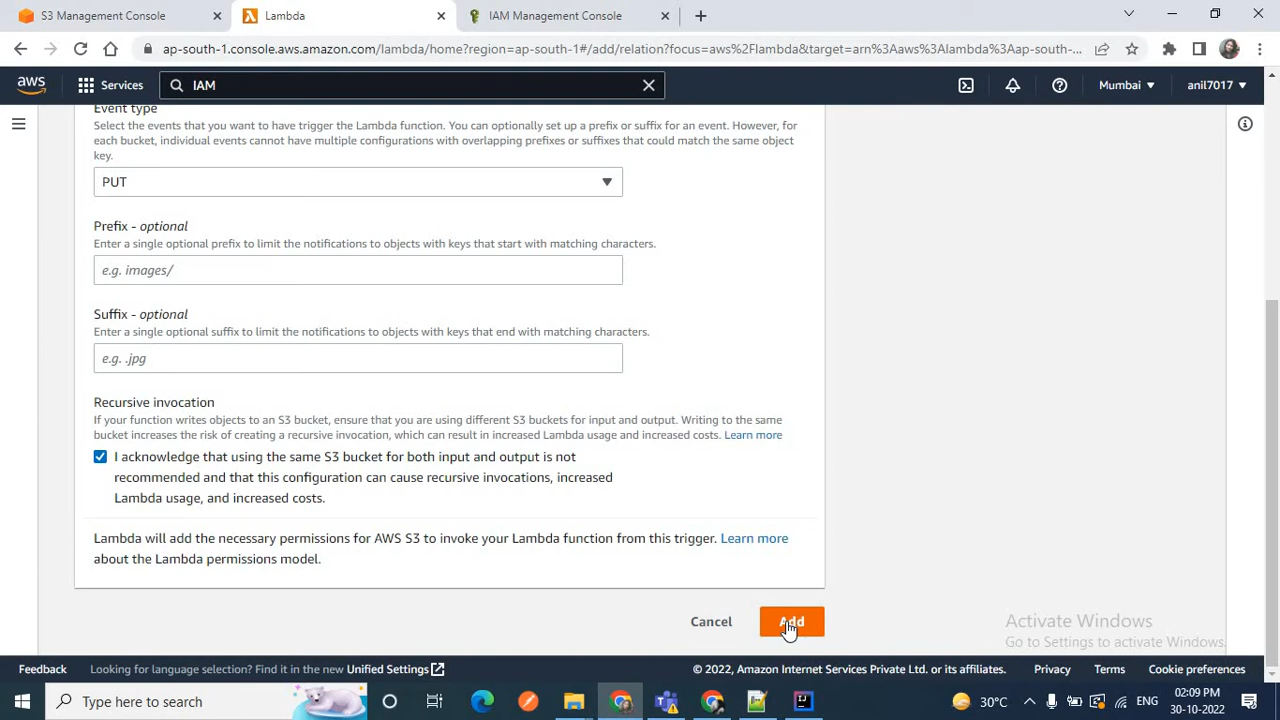 S3 Management Console
Lambda
IAM Management Console
ap-south-1.console.aws.amazon.com/lambda/home?region=ap-south-1#/add/relation?focus=aws%2Flambda&target=arn%3Aaws%3Alambda%3Aap-south-...
aws
Services
IAM
Mumbai
anil7017
Event type
Select the events that you want to have trigger the Lambda function. You can optionally set up a prefix or suffix for an event. However, for
each bucket, individual events cannot have multiple configurations with overlapping prefixes or suffixes that could match the same object
key.
PUT
Prefix - optional
Enter a single optional prefix to limit the notifications to objects with keys that start with matching characters.
e.g. images/
Suffix - optional
Enter a single optional suffix to limit the notifications to objects with keys that end with matching characters.
e.g. .jpg
Recursive invocation
If your function writes objects to an S3 bucket, ensure that you are using different S3 buckets for input and output. Writing to the same
bucket increases the risk of creating a recursive invocation, which can result in increased Lambda usage and increased costs. Learn more
I acknowledge that using the same S3 bucket for both input and output is not
recommended and that this configuration can cause recursive invocations, increased
Lambda usage, and increased costs.
Lambda will add the necessary permissions for AWS S3 to invoke your Lambda function from this trigger. Learn more
about the Lambda permissions model.
Cancel
Add
Activate Windows
Go to Settings to activate Windows.
Feedback
Looking for language selection? Find it in the new Unified Settings
© 2022, Amazon Internet Services Private Ltd. or its affiliates.
Privacy
Terms
Cookie preferences
Type here to search
30°C
ENG
02:09 PM
30-10-2022